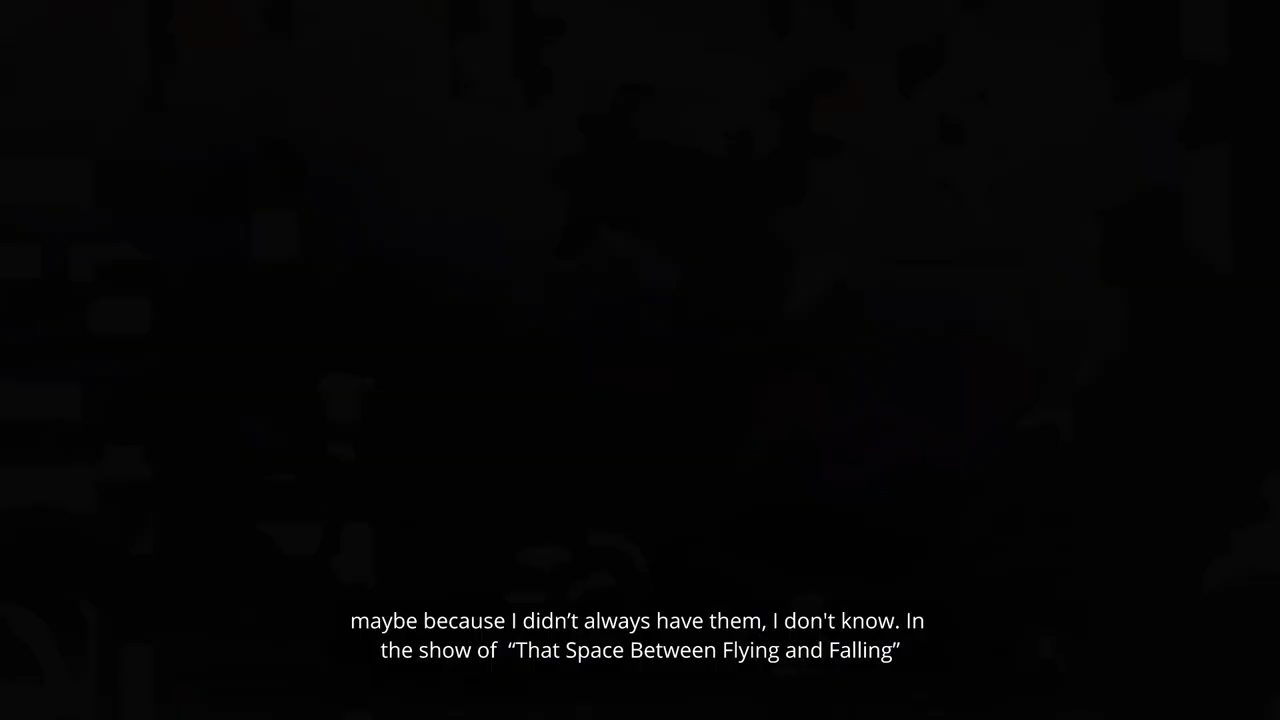 maybe because I didn’t always have them, I don't know. In
the show of  “That Space Between Flying and Falling”